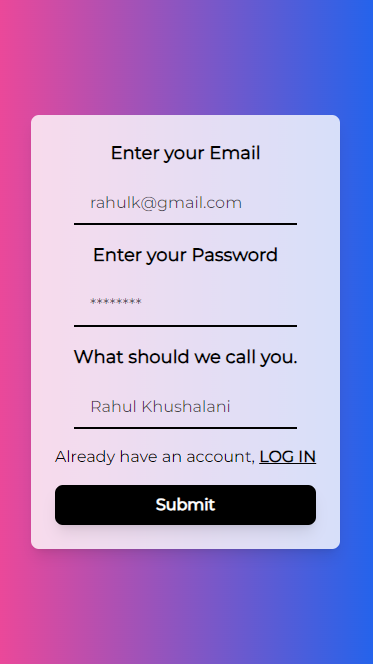 Enter your Email
rahulk@gmail.com
Enter your Password
********
What should we call you.
Rahul Khushalani
Already have an account, LOG IN
Submit